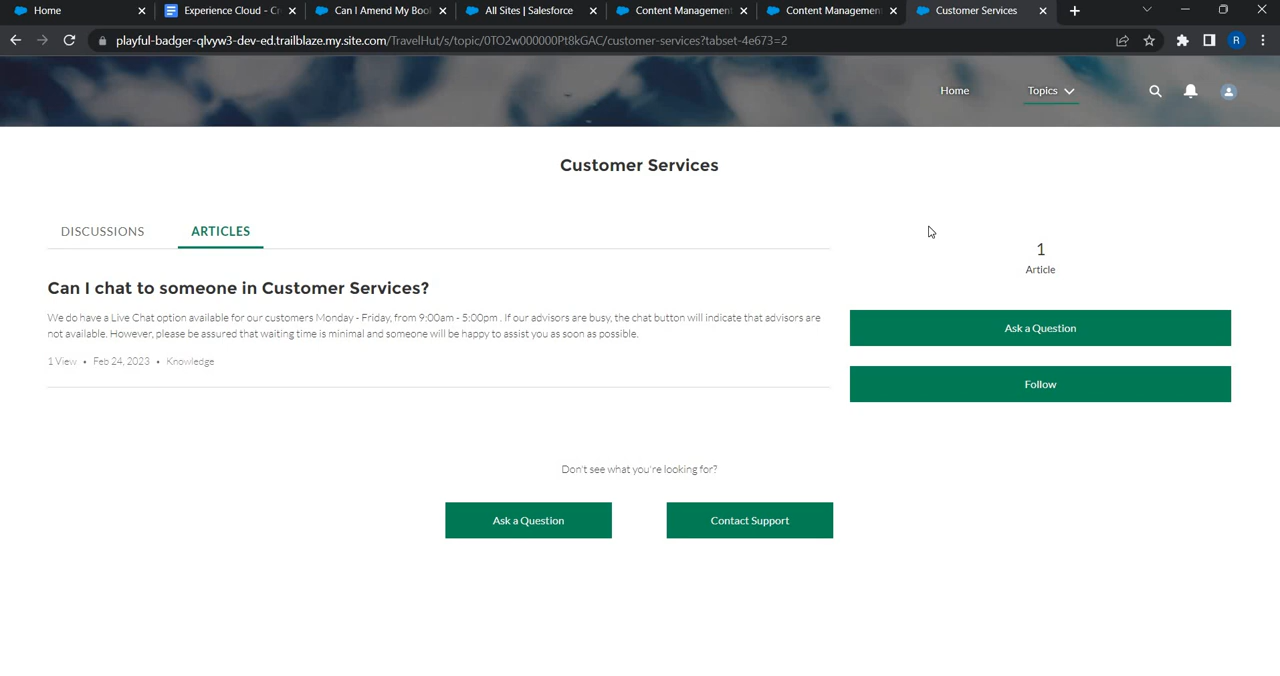 Home
Experience Cloud - Cr
Can I Amend My Boo
All Sites | Salesforce
Content Management
Content Management
Customer Services
playful-badger-qlvyw3-dev-ed.trailblaze.my.site.com/TravelHut/s/topic/0TO2w000000Pt8kGAC/customer-services?tabset-4e673=2
R
Home
Topics
Customer Services
DISCUSSIONS
ARTICLES
Can I chat to someone in Customer Services?
We do have a Live Chat option available for our customers Monday - Friday, from 9:00am - 5:00pm . If our advisors are busy, the chat button will indicate that advisors are
not available. However, please be assured that waiting time is minimal and someone will be happy to assist you as soon as possible.
1 View • Feb 24, 2023 • Knowledge
1
Article
Ask a Question
Follow
Don't see what you're looking for?
Ask a Question
Contact Support